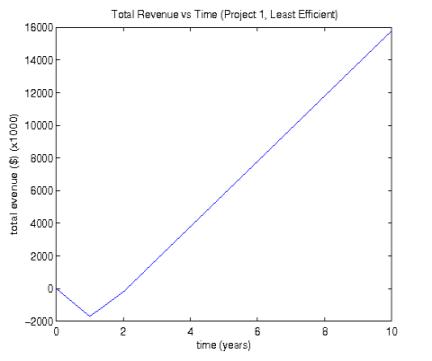 Total Revenue vs Time (Project 1, Least Efficient)
total evenue ($) (x1000)
16000
14000
12000
10000
8000
6000
4000
2000
0
−2000
0 2 4 6 8 10
time (years)